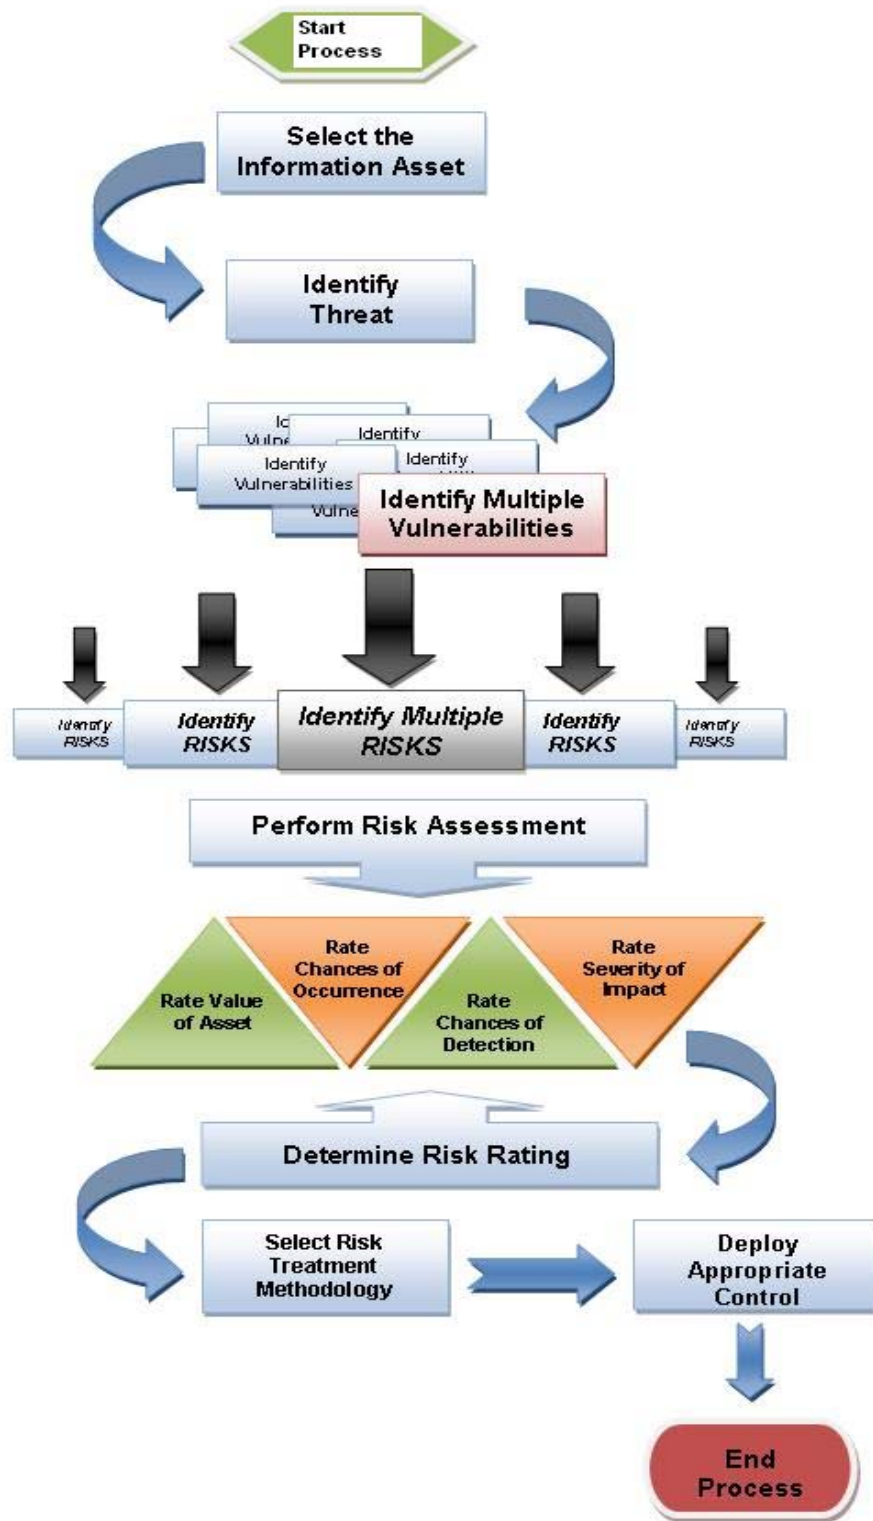 Start
Process
Select the
Information Asset
Identify
Threat
Identify
Identify
Vulnerabilities
Identify
Identify Multiple
Vulnerabilities
Identify
RISKS
Identify
RISKS
Identify Multiple
RISKS
Identify
RISKS
Identify
RISKS
Perform Risk Assessment
Rate Value
of Asset
Rate
Chances of
Occurrence
Rate
Chances of
Detection
Rate
Severity of
Impact
Determine Risk Rating
Select Risk
Treatment
Methodology
Deploy
Appropriate
Control
End
Process